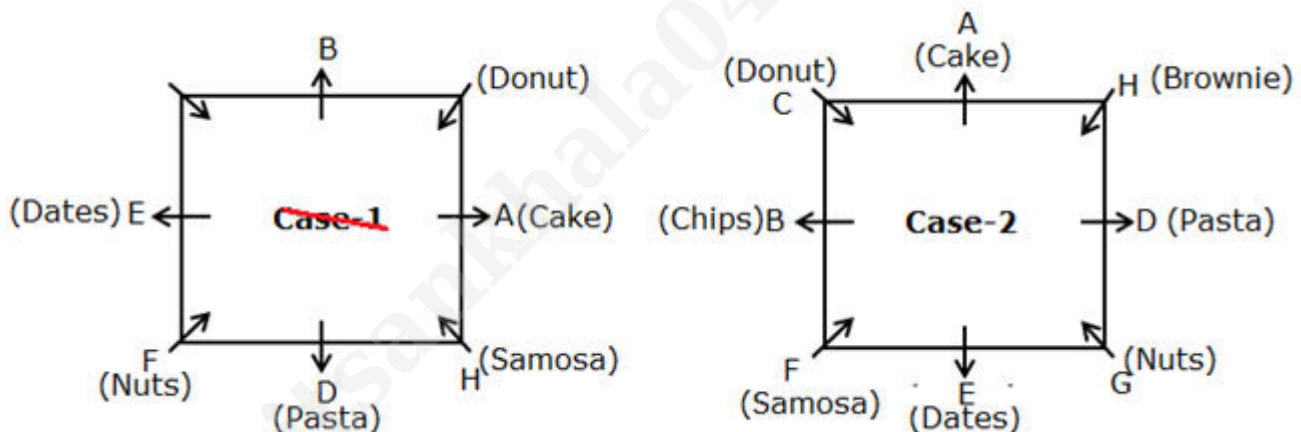 B
(Donut)
(Dates) E
Case-1
A(Cake)
F
(Nuts)
D
(Pasta)
H
(Samosa)
A
(Cake)
(Donut)
C
H (Brownie)
(Chips)B
Case-2
D (Pasta)
F
(Samosa)
E
(Dates)
(Nuts)
G